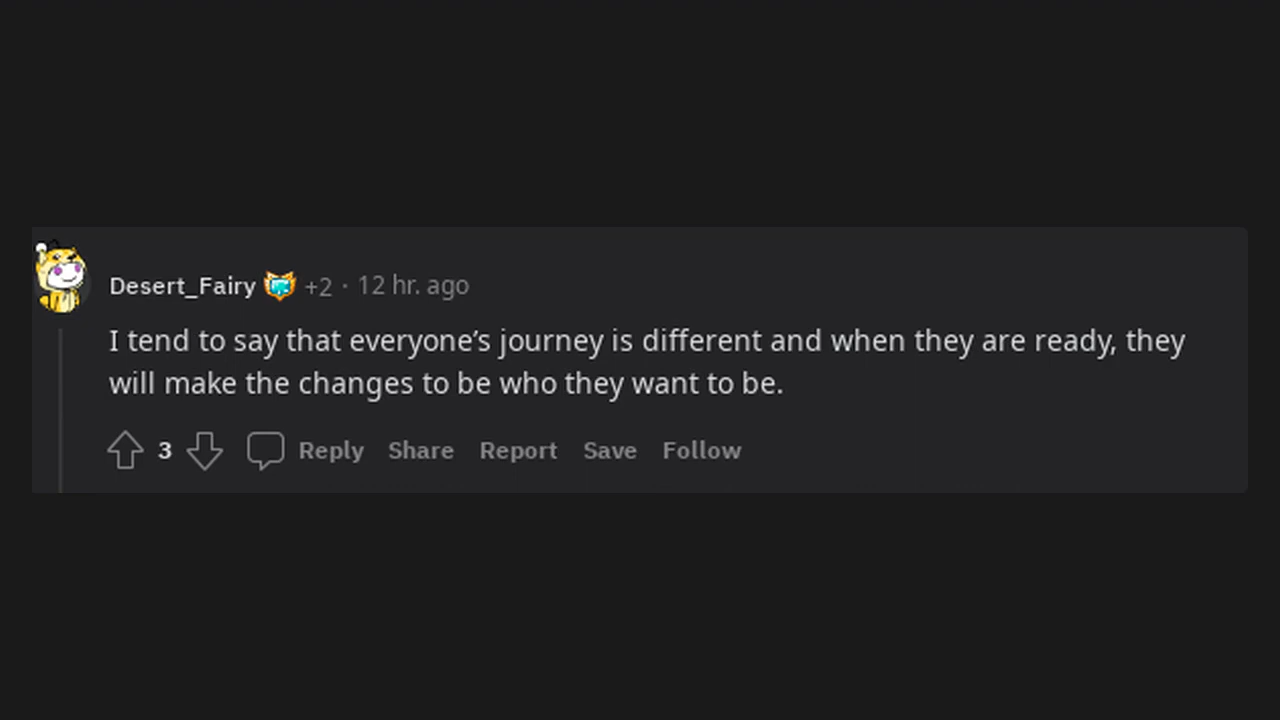 Desert_Fairy +2 · 12 hr. ago
I tend to say that everyone’s journey is different and when they are ready, they
will make the changes to be who they want to be.
3 Reply Share Report Save Follow